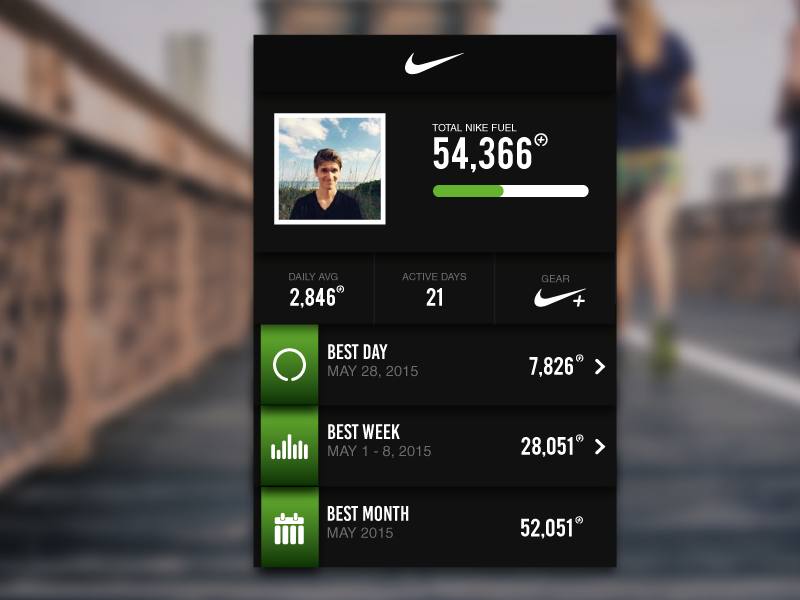 TOTAL NIKE FUEL
54,366
DAILY AVG
2,846
ACTIVE DAYS
21
GEAR
+
BEST DAY
MAY 28, 2015
7,826
BEST WEEK
MAY 1 - 8, 2015
28,051
BEST MONTH
MAY 2015
52,051